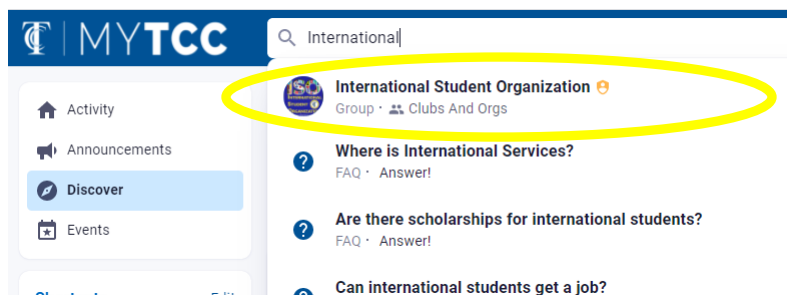 MYTCC
International
Activity
Announcements
Discover
Events
ISO
International Student Organization
Group · Clubs And Orgs
Where is International Services?
FAQ · Answer!
Are there scholarships for international students?
FAQ · Answer!
Can international students get a job?